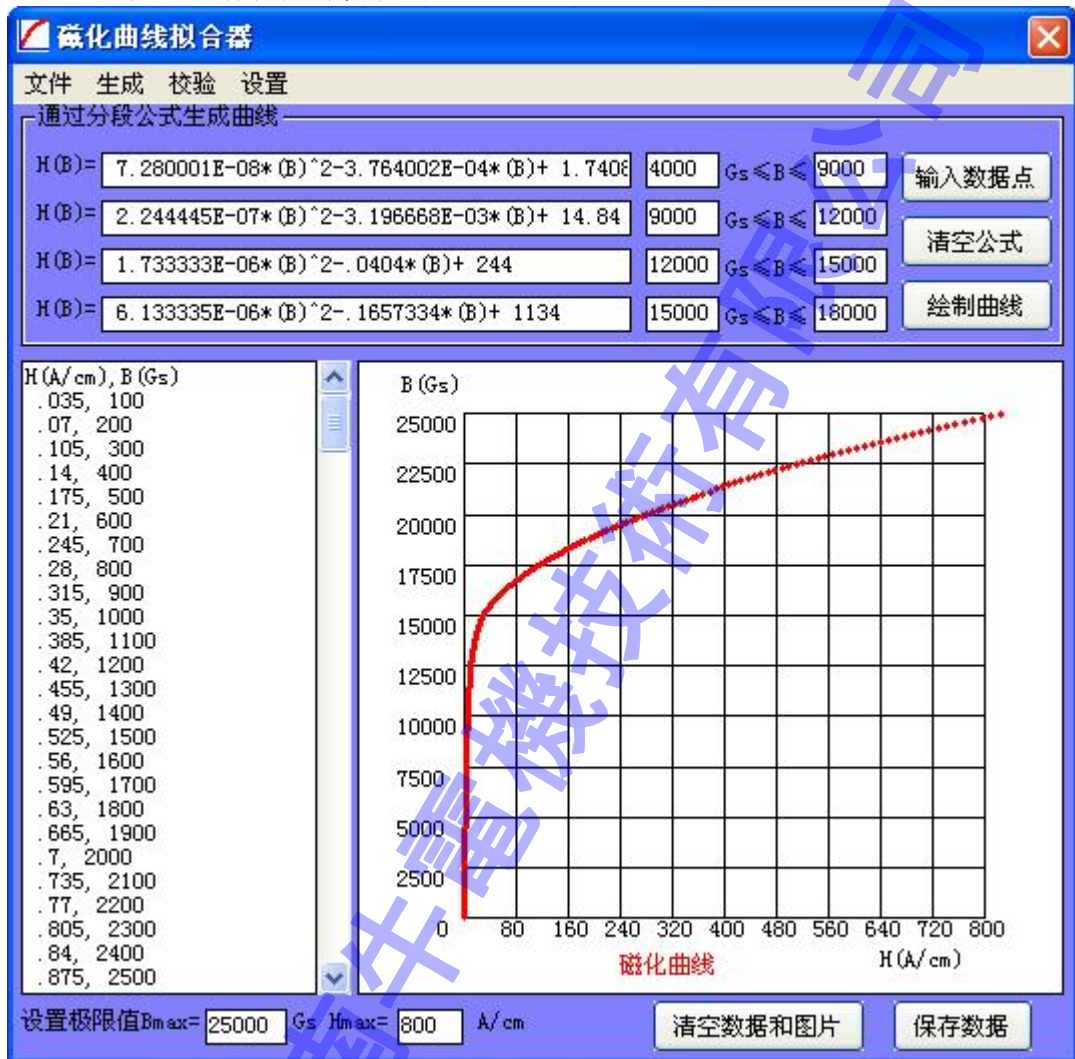 磁化曲线拟合器
文件 生成 校验 设置
通过分段公式生成曲线
H(B)= 7.280001E-08*(B)^2-3.764002E-04*(B)+ 1.7408 4000 Gs≤B≤ 9000 输入数据点
H(B)= 2.244445E-07*(B)^2-3.196668E-03*(B)+ 14.84 9000 Gs≤B≤ 12000
清空公式
H(B)= 1.733333E-06*(B)^2-.0404*(B)+ 244 12000 Gs≤B≤ 15000
H(B)= 6.133335E-06*(B)^2-.1657334*(B)+ 1134 15000 Gs≤B≤ 18000 绘制曲线
H(A/cm),B(Gs)
.035, 100
.07, 200
.105, 300
.14, 400
.175, 500
.21, 600
.245, 700
.28, 800
.315, 900
.35, 1000
.385, 1100
.42, 1200
.455, 1300
.49, 1400
.525, 1500
.56, 1600
.595, 1700
.63, 1800
.665, 1900
.7, 2000
.735, 2100
.77, 2200
.805, 2300
.84, 2400
.875, 2500
B(Gs)
25000
22500
20000
17500
15000
12500
10000
7500
5000
2500
0 80 160 240 320 400 480 560 640 720 800
磁化曲线 H(A/cm)
设置极限值Bmax= 25000 Gs Hmax= 800 A/cm 清空数据和图片 保存数据
牛電機技術有限公司